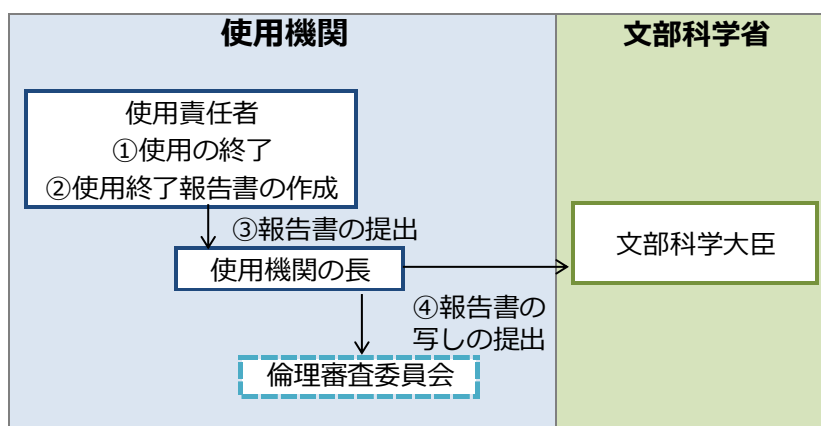 使用機関
文部科学省
使用責任者
①使用の終了
②使用終了報告書の作成
③報告書の提出
使用機関の長
文部科学大臣
④報告書の
写しの提出
倫理審査委員会